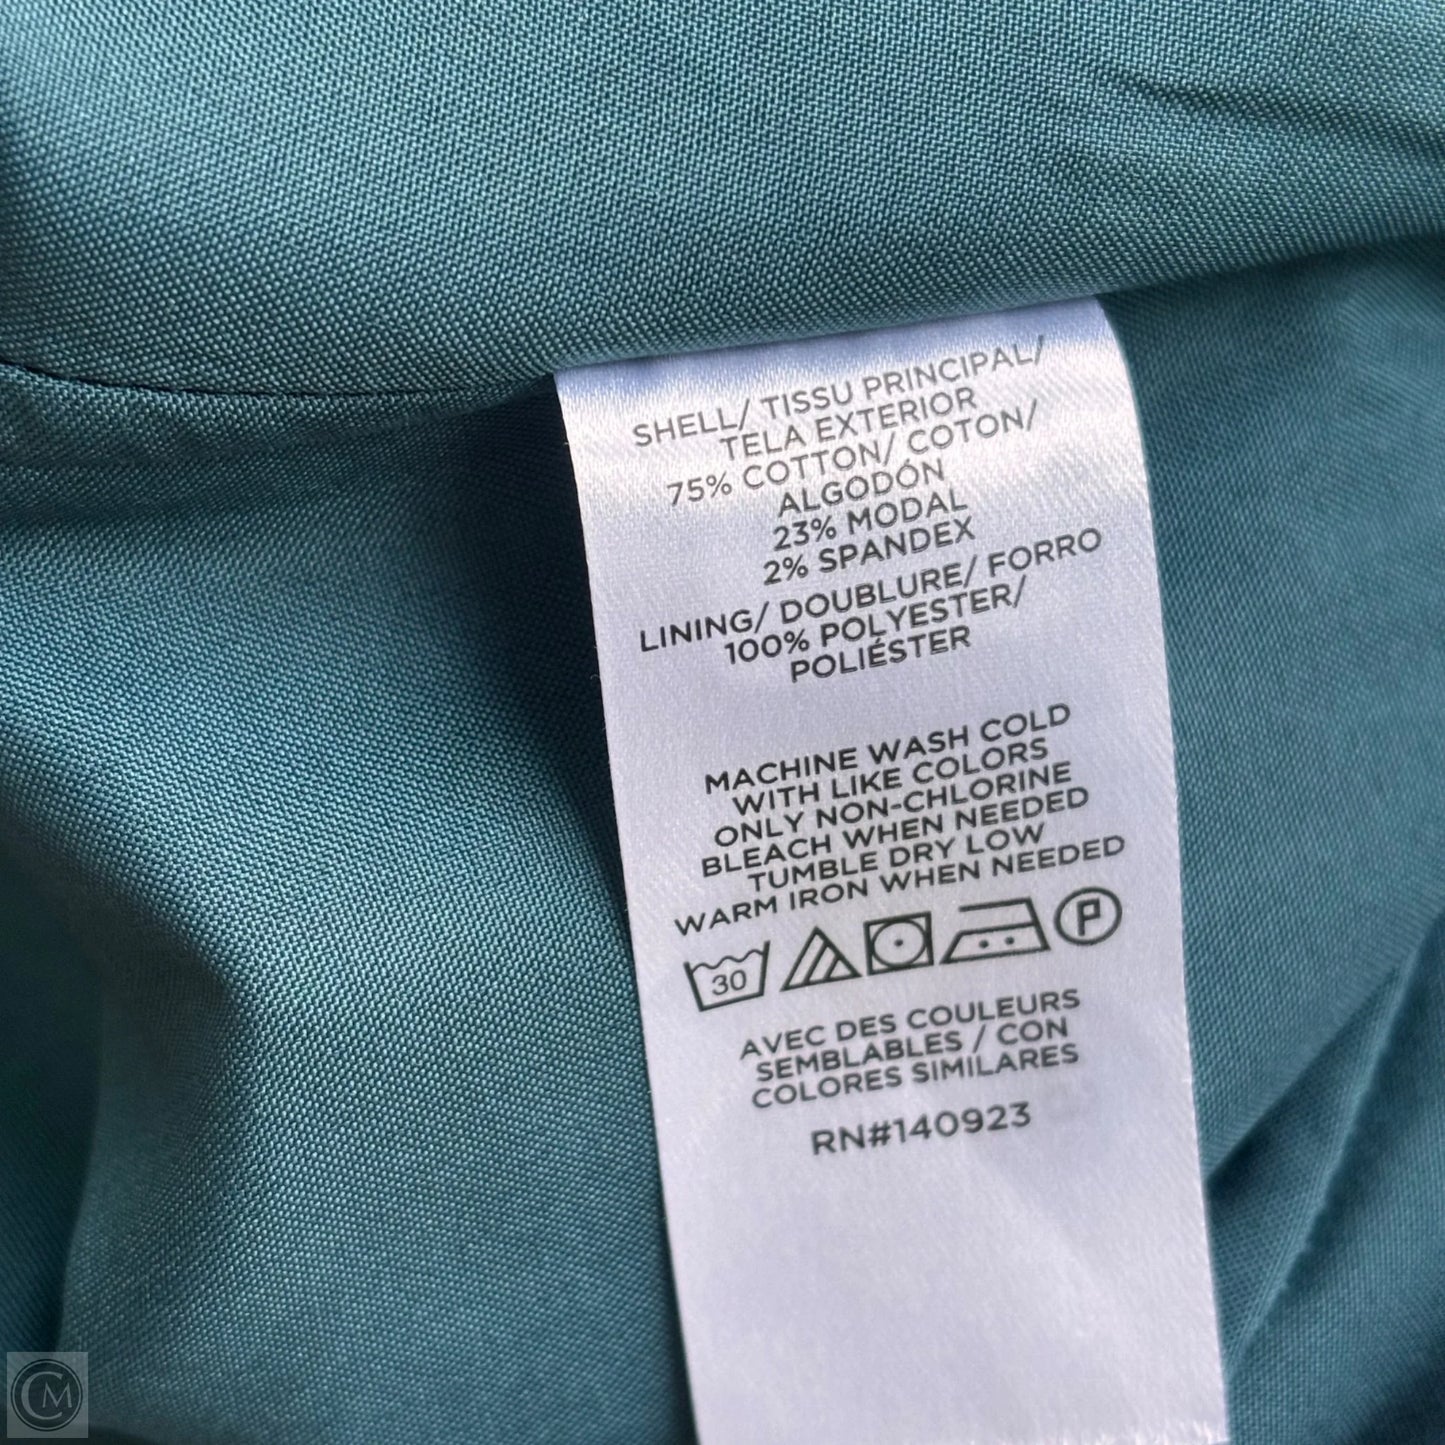 SHELL/ TISSU PRINCIPAL/
TELA EXTERIOR
75% COTTON/ COTON/
ALGODÓN
23% MODAL
2% SPANDEX
LINING/ DOUBLURE/ FORRO
100% POLYESTER/
POLIÉSTER
MACHINE WASH COLD
WITH LIKE COLORS
ONLY NON-CHLORINE
BLEACH WHEN NEEDED
TUMBLE DRY LOW
WARM IRON WHEN NEEDED
30 P
AVEC DES COULEURS
SEMBLABLES / CON
COLORES SIMILARES
RN#140923
CM